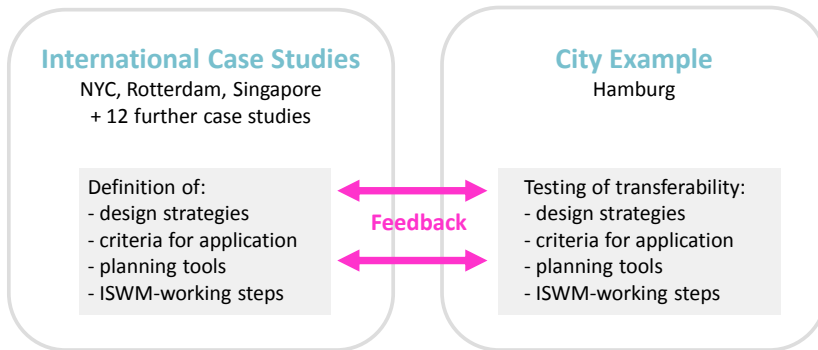 International Case Studies
NYC, Rotterdam, Singapore
+ 12 further case studies
Definition of:
- design strategies
- criteria for application
- planning tools
- ISWM-working steps
Feedback
City Example
Hamburg
Testing of transferability:
- design strategies
- criteria for application
- planning tools
- ISWM-working steps